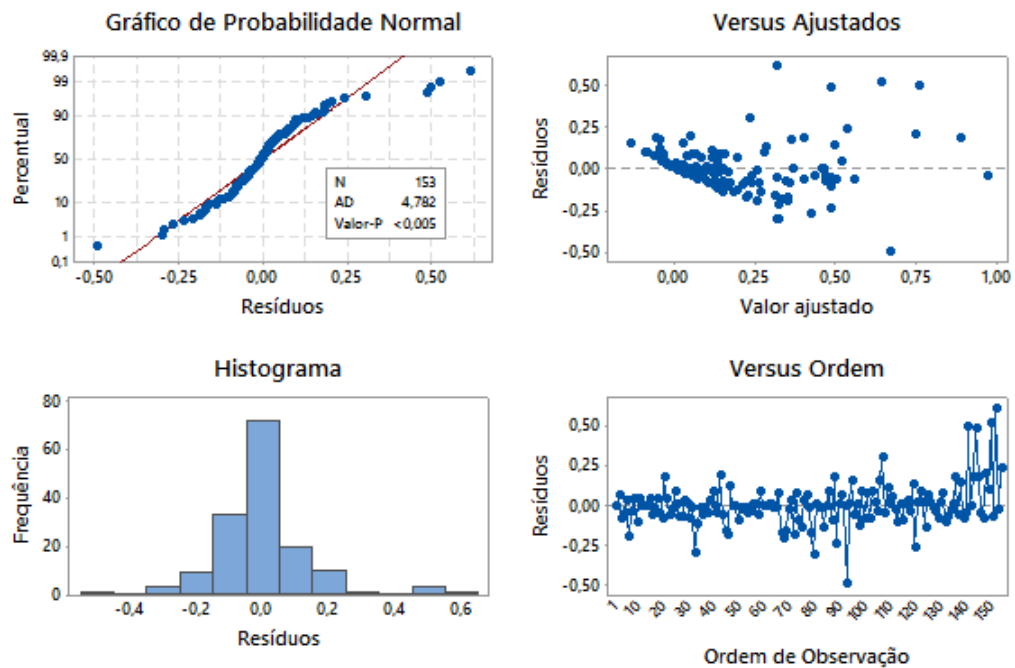 Gráfico de Probabilidade Normal
99,9
99
90
50
10
1
0,1
Percentual
N 153
AD 4,782
Valor-P <0,005
-0,50 -0,25 0,00 0,25 0,50
Resíduos
Versus Ajustados
0,50
0,25
0,00
-0,25
-0,50
Resíduos
0,00 0,25 0,50 0,75 1,00
Valor ajustado
Histograma
80
60
40
20
0
Frequência
-0,4 -0,2 0,0 0,2 0,4 0,6
Resíduos
Versus Ordem
0,50
0,25
0,00
-0,25
-0,50
Resíduos
1 10 20 30 40 50 60 70 80 90 100 110 120 130 140 150
Ordem de Observação